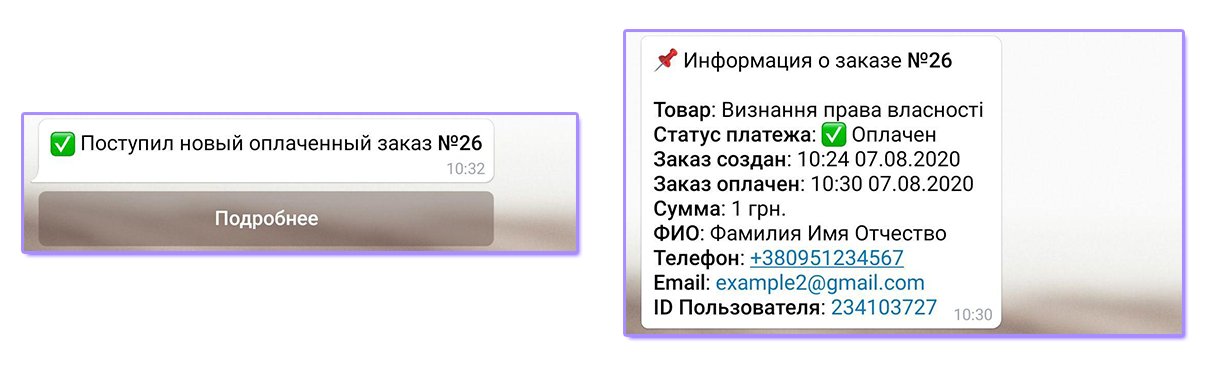 ✅ Поступил новый оплаченный заказ №26
10:32
Подробнее
📌 Информация о заказе №26
Товар: Визнання права власності
Статус платежа: ✅ Оплачен
Заказ создан: 10:24 07.08.2020
Заказ оплачен: 10:30 07.08.2020
Сумма: 1 грн.
ФИО: Фамилия Имя Отчество
Телефон: +380951234567
Email: example2@gmail.com
ID Пользователя: 234103727
10:30